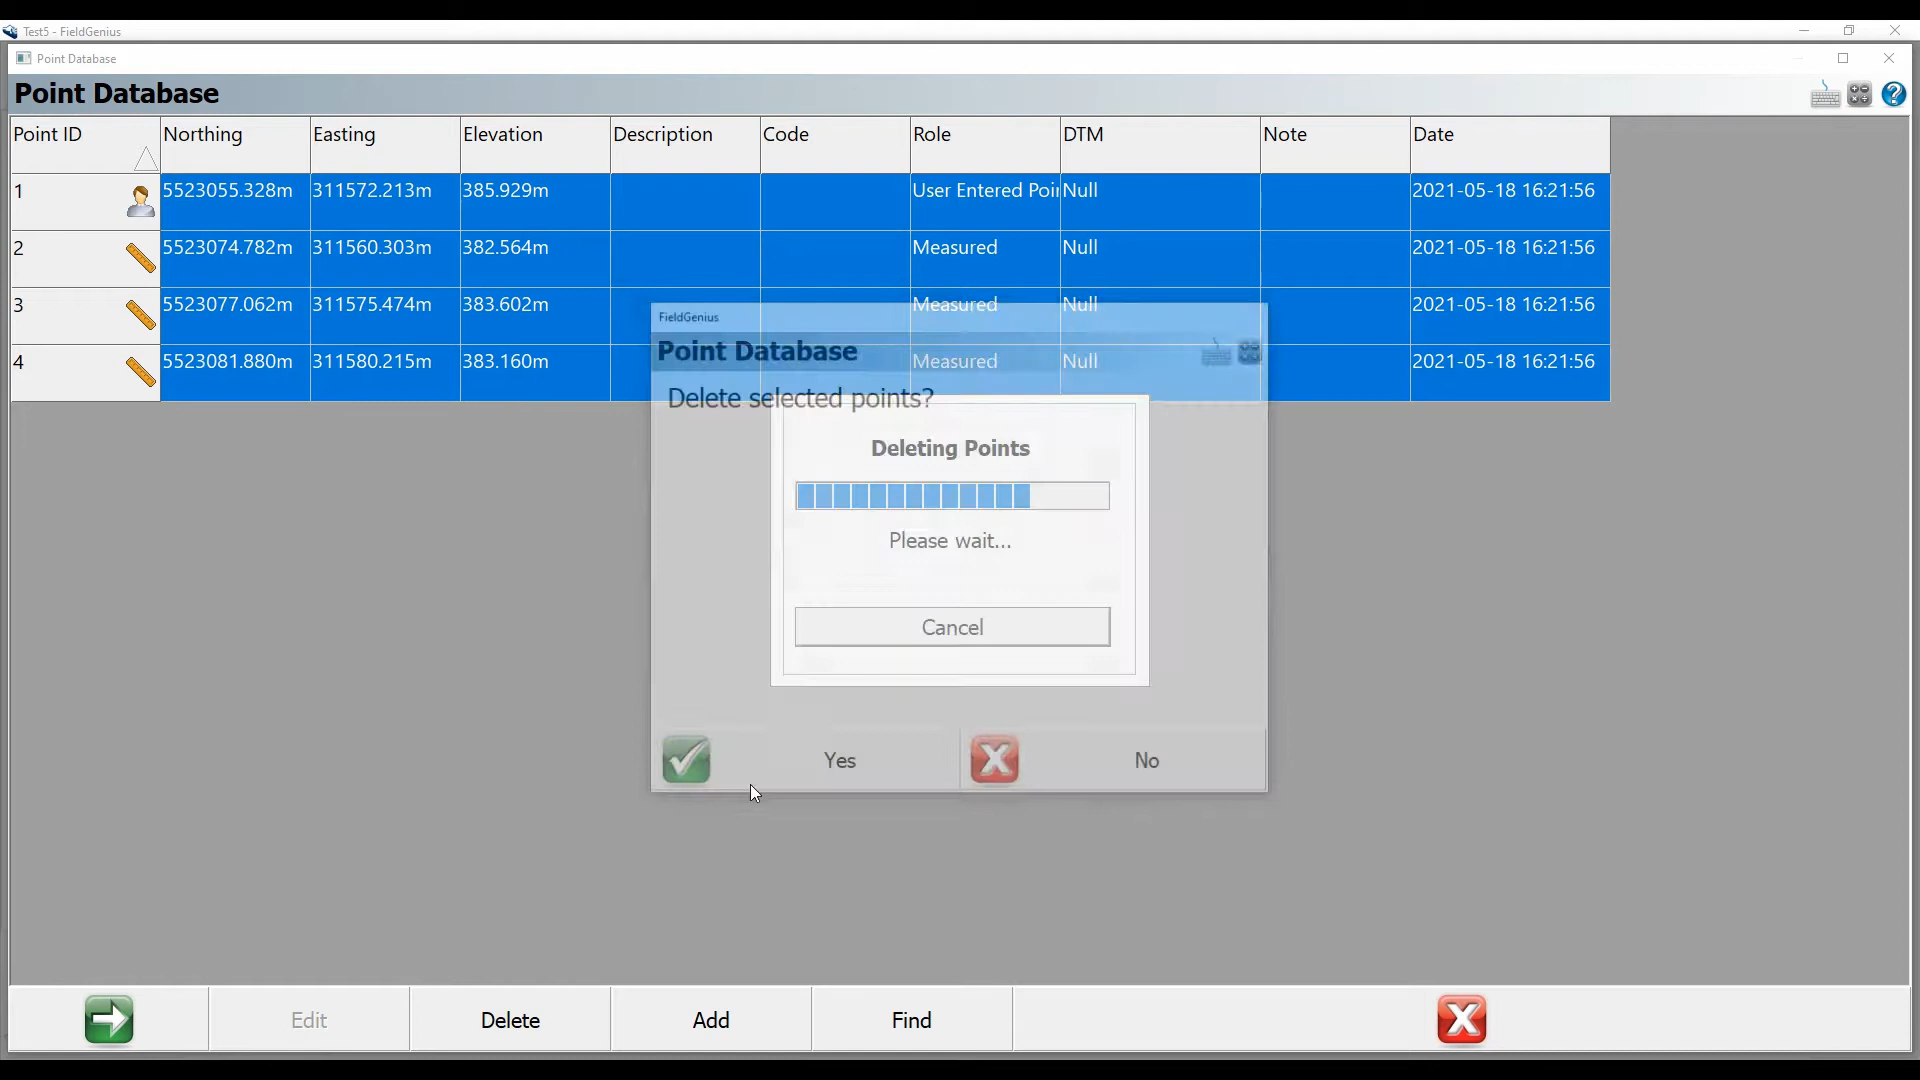 Test5 - FieldGenius
Point Database
Point Database
Point ID Northing Easting Elevation Description Code Role DTM Note Date
1 5523055.328m 311572.213m 385.929m User Entered Poin Null 2021-05-18 16:21:56
2 5523074.782m 311560.303m 382.564m Measured Null 2021-05-18 16:21:56
3 5523077.062m 311575.474m 383.602m Measured Null 2021-05-18 16:21:56
4 5523081.880m 311580.215m 383.160m Measured Null 2021-05-18 16:21:56
FieldGenius
Point Database
Delete selected points?
Deleting Points
Please wait...
Cancel
Yes No
Edit Delete Add Find